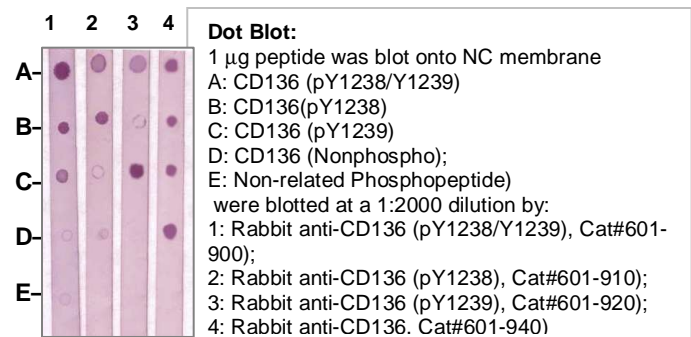 1 2 3 4
A-
B-
C-
D-
E-
Dot Blot:
1 μg peptide was blot onto NC membrane
A: CD136 (pY1238/Y1239)
B: CD136(pY1238)
C: CD136 (pY1239)
D: CD136 (Nonphospho);
E: Non-related Phosphopeptide)
were blotted at a 1:2000 dilution by:
1: Rabbit anti-CD136 (pY1238/Y1239), Cat#601-
900);
2: Rabbit anti-CD136 (pY1238), Cat#601-910);
3: Rabbit anti-CD136 (pY1239), Cat#601-920);
4: Rabbit anti-CD136. Cat#601-940)